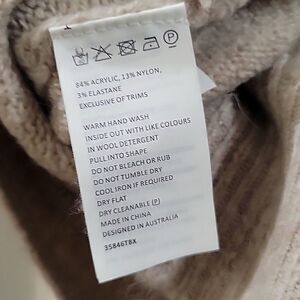 84% ACRYLIC, 13% NYLON,
3% ELASTANE
EXCLUSIVE OF TRIMS
WARM HAND WASH
INSIDE OUT WITH LIKE COLOURS
IN WOOL DETERGENT
PULL INTO SHAPE
DO NOT BLEACH OR RUB
DO NOT TUMBLE DRY
COOL IRON IF REQUIRED
DRY FLAT
DRY CLEANABLE (P)
MADE IN CHINA
DESIGNED IN AUSTRALIA
35846TBX